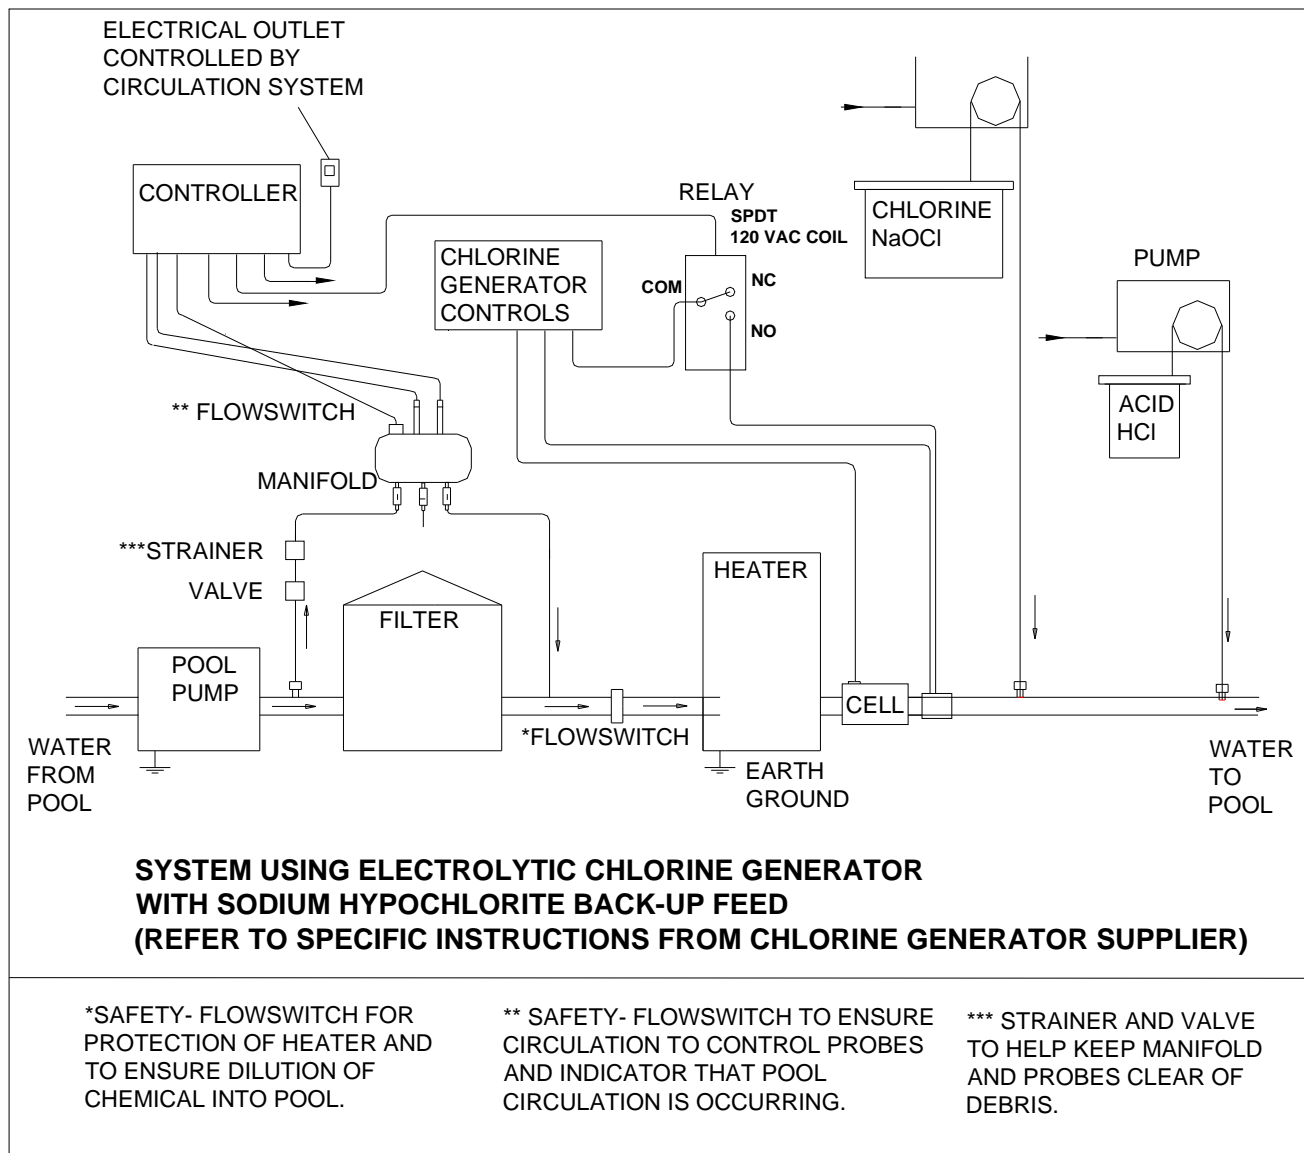 ELECTRICAL OUTLET
CONTROLLED BY
CIRCULATION SYSTEM
CONTROLLER
RELAY
SPDT
120 VAC COIL
CHLORINE
GENERATOR
CONTROLS
COM
NC
NO
CHLORINE
NaOCl
PUMP
ACID
HCl
** FLOWSWITCH
MANIFOLD
***STRAINER
VALVE
FILTER
HEATER
POOL
PUMP
CELL
*FLOWSWITCH
WATER
FROM
POOL
EARTH
GROUND
WATER
TO
POOL
SYSTEM USING ELECTROLYTIC CHLORINE GENERATOR
WITH SODIUM HYPOCHLORITE BACK-UP FEED
(REFER TO SPECIFIC INSTRUCTIONS FROM CHLORINE GENERATOR SUPPLIER)
*SAFETY- FLOWSWITCH FOR
PROTECTION OF HEATER AND
TO ENSURE DILUTION OF
CHEMICAL INTO POOL.
** SAFETY- FLOWSWITCH TO ENSURE
CIRCULATION TO CONTROL PROBES
AND INDICATOR THAT POOL
CIRCULATION IS OCCURRING.
*** STRAINER AND VALVE
TO HELP KEEP MANIFOLD
AND PROBES CLEAR OF
DEBRIS.